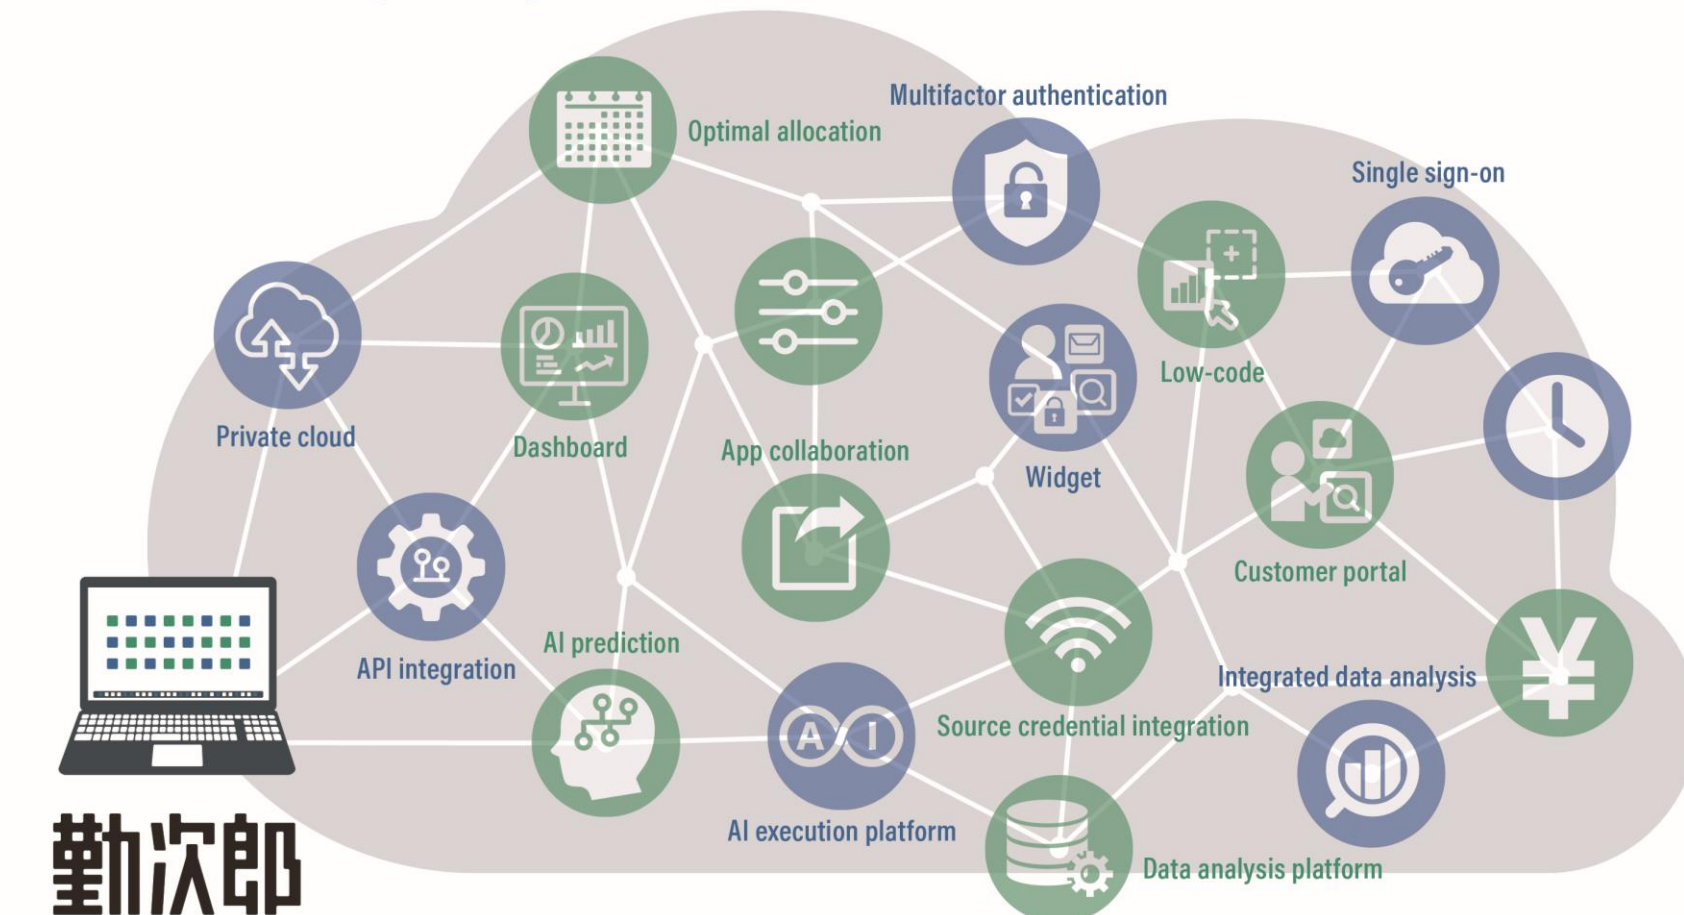 Multifactor authentication
Optimal allocation
Single sign-on
Low-code
Private cloud
Dashboard
App collaboration
Widget
Customer portal
AI prediction
API integration
Integrated data analysis
¥
A I
Source credential integration
AI execution platform
Data analysis platform
勤次郎